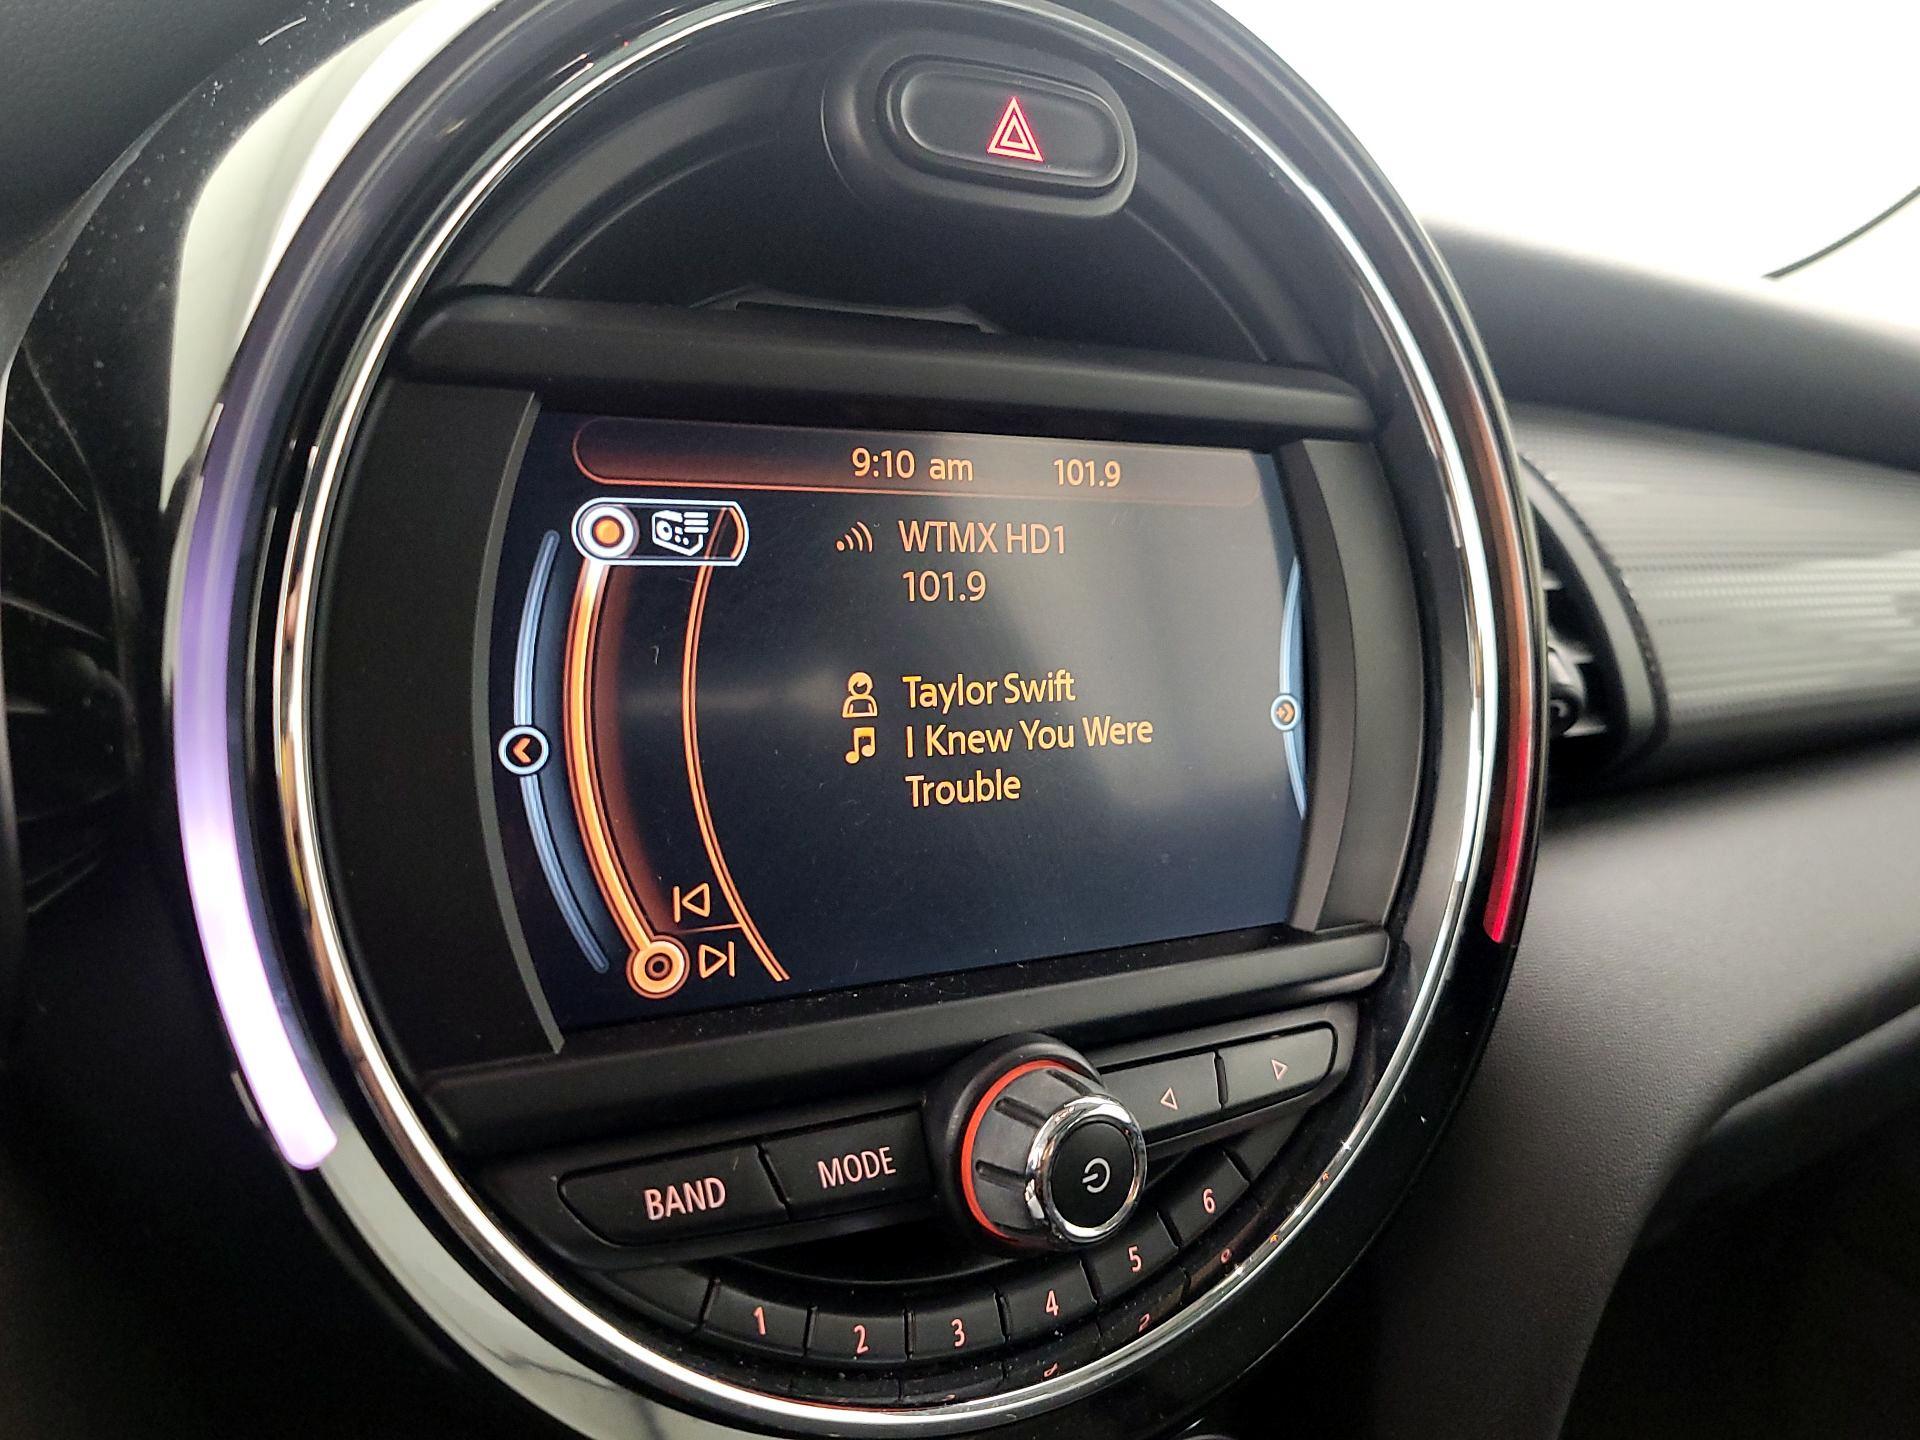 9:10 am 101.9
WTMX HD1
101.9
Taylor Swift
I Knew You Were
Trouble
BAND MODE
1 2 3 4 5 6